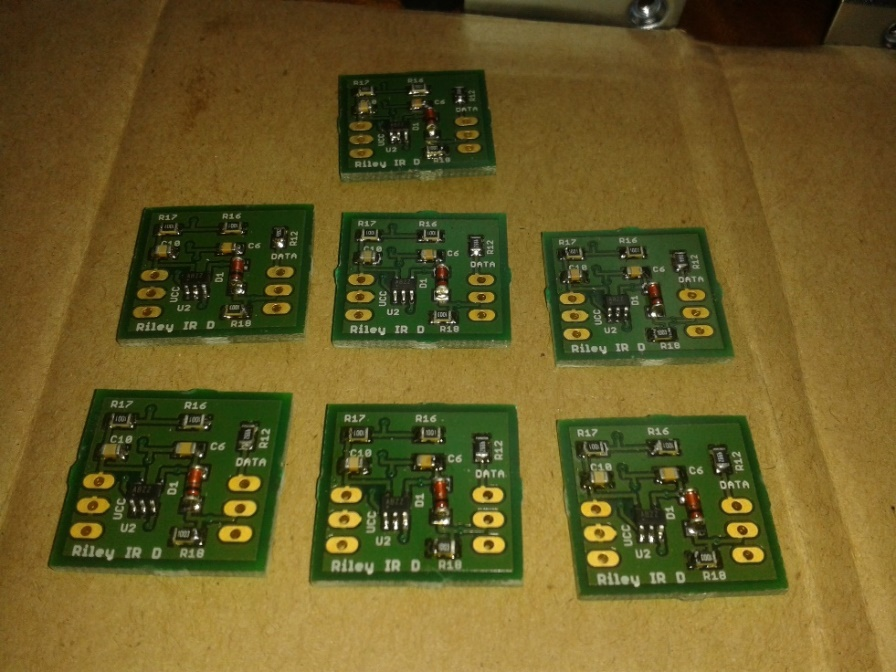 R17 R16
C6
R12
DATA
VCC
D1
U2
R18
Riley IR D
R17 R16
C10 C6
R12
DATA
VCC
D1
U2
R18
Riley IR D
R17 R16
C10 C6
R12
DATA
VCC
D1
U2
R18
Riley IR D
R17 R16
C10 C6
R12
DATA
VCC
D1
U2
R18
Riley IR D
R17 R16
C10 C6
R12
DATA
VCC
D1
U2
R18
Riley IR D
R17 R16
C10 C6
R12
DATA
VCC
D1
U2
R18
Riley IR D
R17 R16
C10 C6
R12
DATA
VCC
D1
U2
R18
Riley IR D